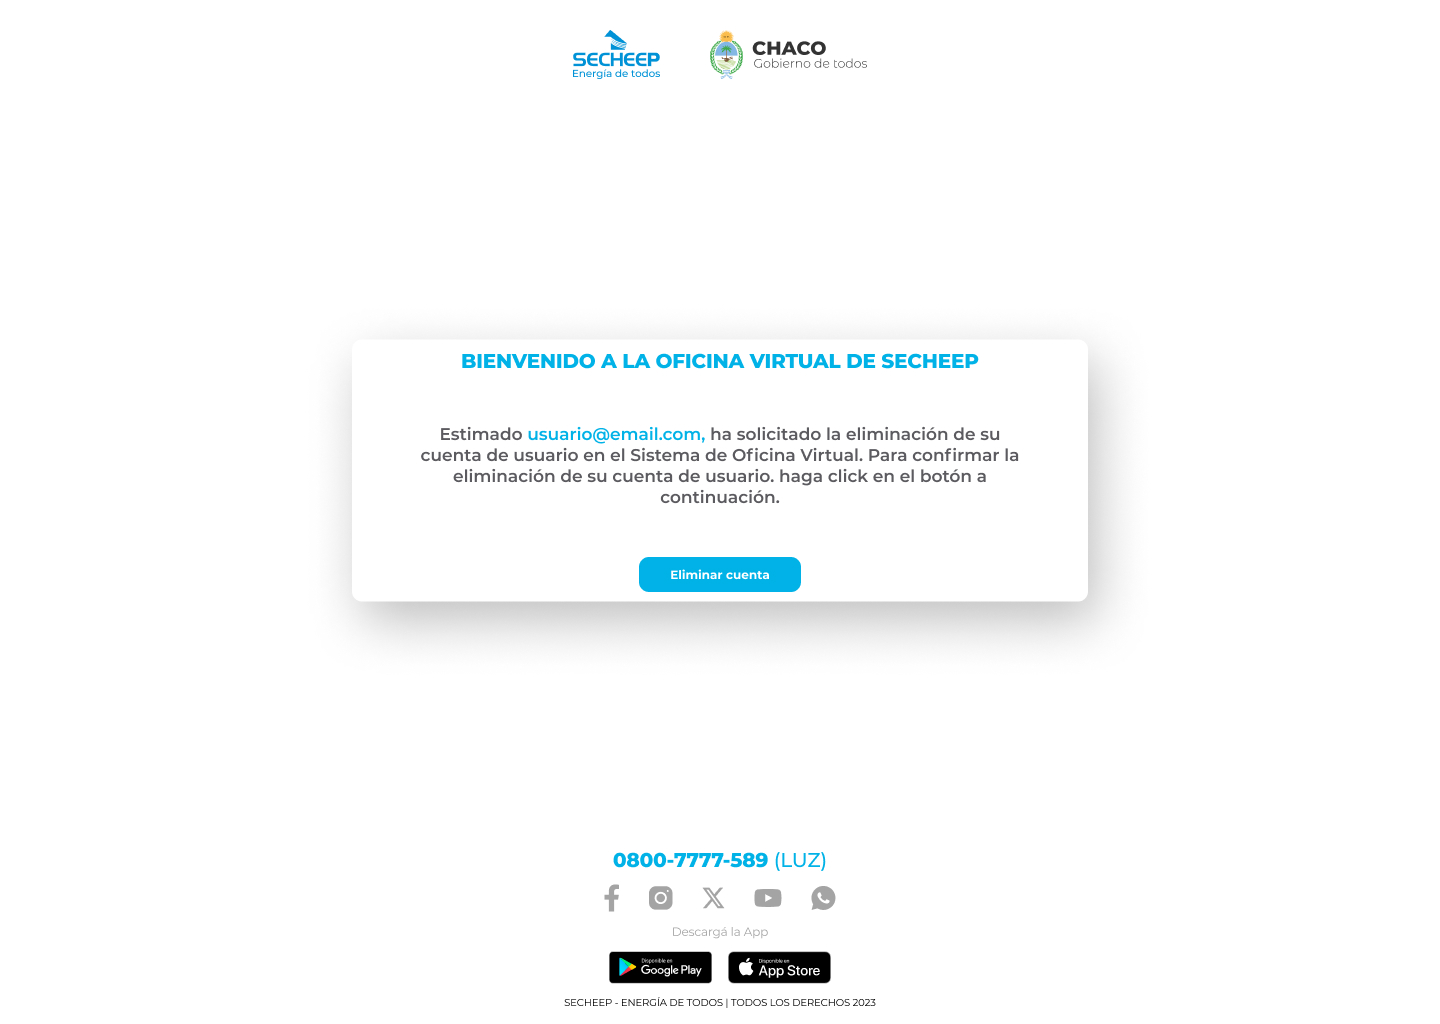 SECHEEP
Energía de todos
CHACO
Gobierno de todos
BIENVENIDO A LA OFICINA VIRTUAL DE SECHEEP
Estimado usuario@email.com, ha solicitado la eliminación de su
cuenta de usuario en el Sistema de Oficina Virtual. Para confirmar la
eliminación de su cuenta de usuario. haga click en el botón a
continuación.
Eliminar cuenta
0800-7777-589 (LUZ)
Descargá la App
Disponible en
Google Play
Disponible en
App Store
SECHEEP - ENERGÍA DE TODOS | TODOS LOS DERECHOS 2023